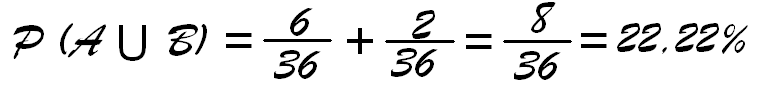 P (A ∪ B) = 6/36 + 2/36 = 8/36 = 22.22%